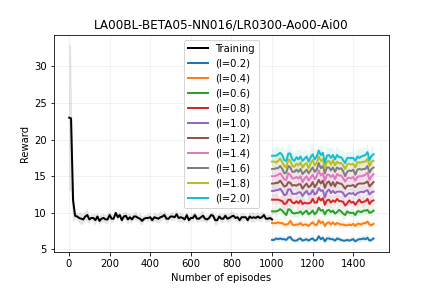 LA00BL-BETA05-NN016/LR0300-Ao00-Ai00
Reward
30
25
20
15
10
5
Training
(l=0.2)
(l=0.4)
(l=0.6)
(l=0.8)
(l=1.0)
(l=1.2)
(l=1.4)
(l=1.6)
(l=1.8)
(l=2.0)
0 200 400 600 800 1000 1200 1400
Number of episodes